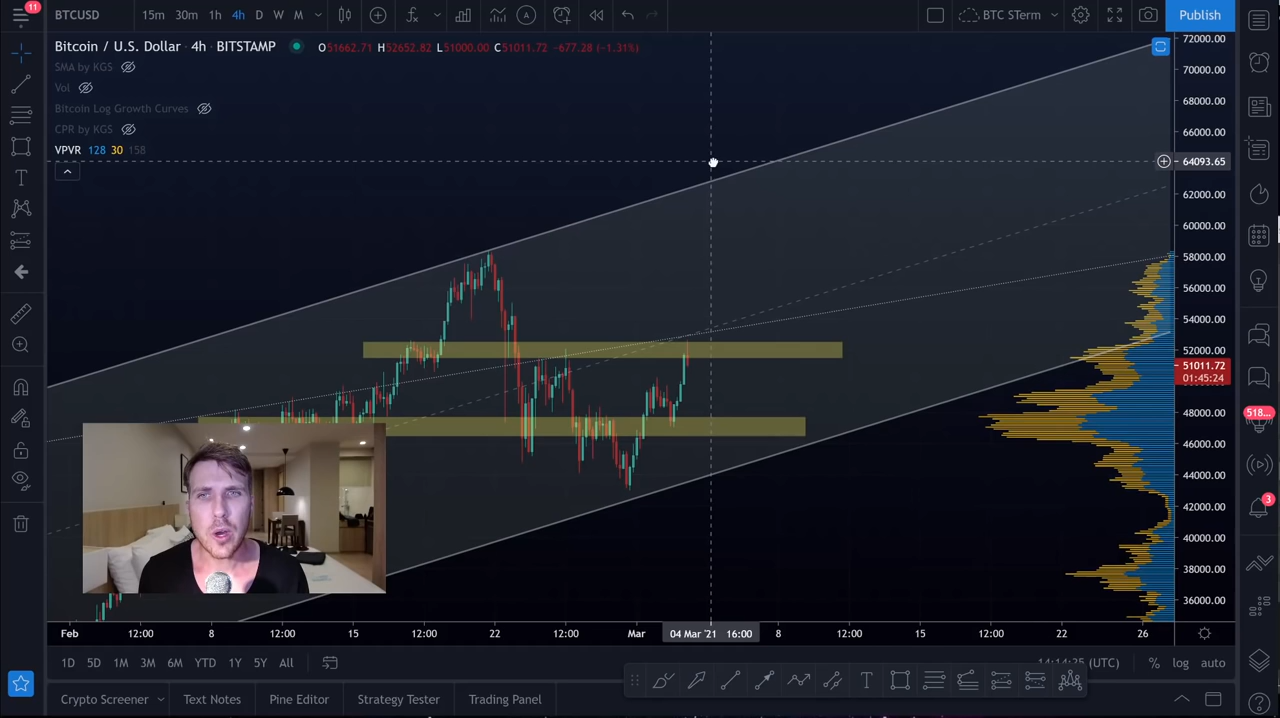 11
BTCUSD 15m 30m 1h 4h D W M BTC STerm Publish
Bitcoin / U.S. Dollar · 4h · BITSTAMP O51662.71 H52652.82 L51000.00 C51011.72 -677.28 (-1.31%)
SMA by KGS
Vol
Bitcoin Log Growth Curves
CPR by KGS
VPVR 128 30 158
72000.00
70000.00
68000.00
66000.00
64093.65
62000.00
60000.00
58000.00
56000.00
54000.00
52000.00
51011.72
01:45:24
48000.00
46000.00
44000.00
42000.00
40000.00
38000.00
36000.00
518...
3
Feb 12:00 8 12:00 15 12:00 22 12:00 Mar 04 Mar '21 16:00 8 12:00 15 12:00 22 26
1D 5D 1M 3M 6M YTD 1Y 5Y All 14:14:35 (UTC) % log auto
Crypto Screener Text Notes Pine Editor Strategy Tester Trading Panel